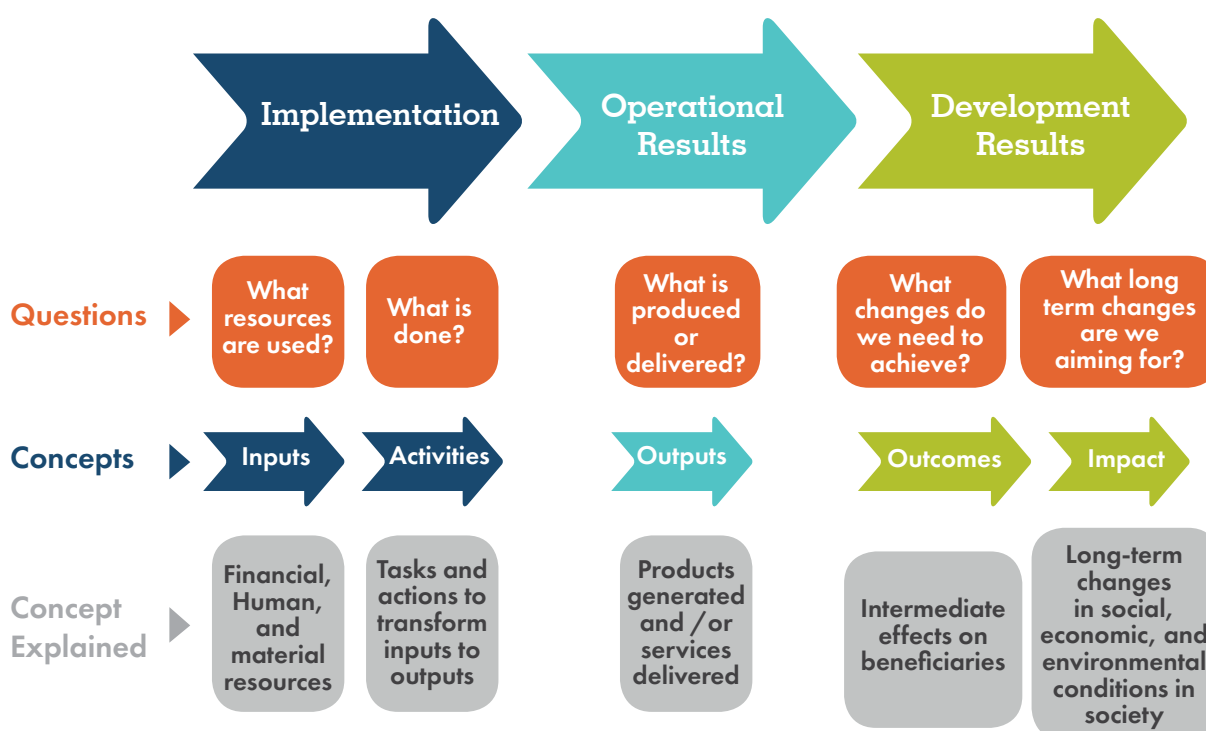 Implementation
Operational
Results
Development
Results
Questions
What
resources
are used?
What is
done?
What is
produced
or
delivered?
What
changes do
we need to
achieve?
What long
term changes
are we
aiming for?
Concepts
Inputs
Activities
Outputs
Outcomes
Impact
Concept
Explained
Financial,
Human,
and
material
resources
Tasks and
actions to
transform
inputs to
outputs
Products
generated
and /or
services
delivered
Intermediate
effects on
beneficiaries
Long-term
changes
in social,
economic, and
environmental
conditions in
society